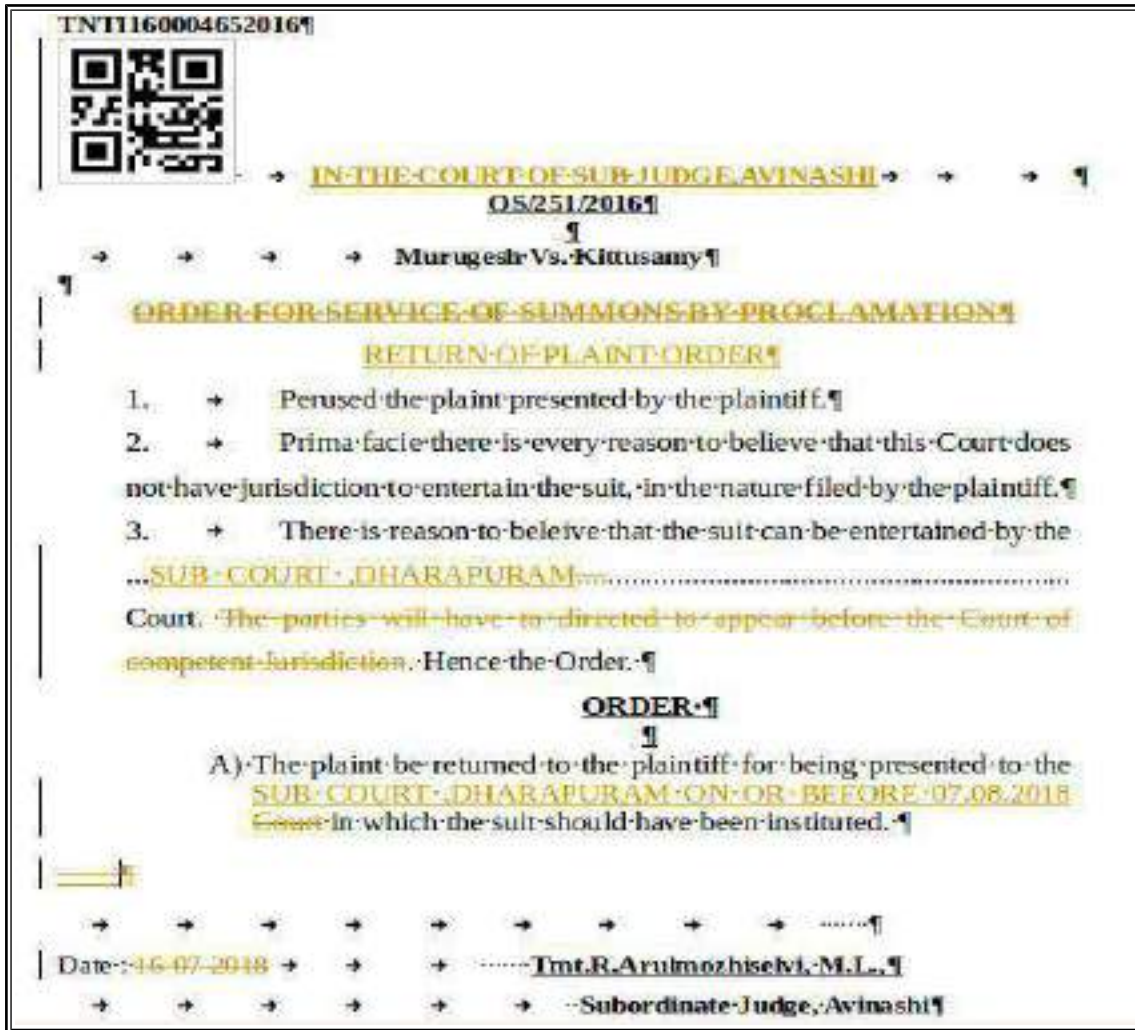 TNTI160004652016¶
→ IN THE COURT OF SUB JUDGE,AVINASHI → → → ¶
OS/251/2016¶
¶
→ → → → Murugesh Vs. Kittusamy¶
¶
ORDER FOR SERVICE OF SUMMONS BY PROCLAMATION¶
RETURN OF PLAINT ORDER¶
1. → Perused the plaint presented by the plaintiff.¶
2. → Prima facie there is every reason to believe that this Court does
not have jurisdiction to entertain the suit, in the nature filed by the plaintiff.¶
3. → There is reason to beleive that the suit can be entertained by the
...SUB COURT ,DHARAPURAM..............................................................
Court. The parties will have to directed to appear before the Court of
competent Jurisdiction. Hence the Order. ¶
ORDER ¶
¶
A) The plaint be returned to the plaintiff for being presented to the
SUB COURT ,DHARAPURAM ON OR BEFORE 07.08.2018
Court in which the suit should have been instituted. ¶
¶
→ → → → → → → → → ......¶
Date : 16-07-2018 → → → Tmt.R.Arulmozhiselvi, M.L.,¶
→ → → → → → Subordinate Judge, Avinashi¶